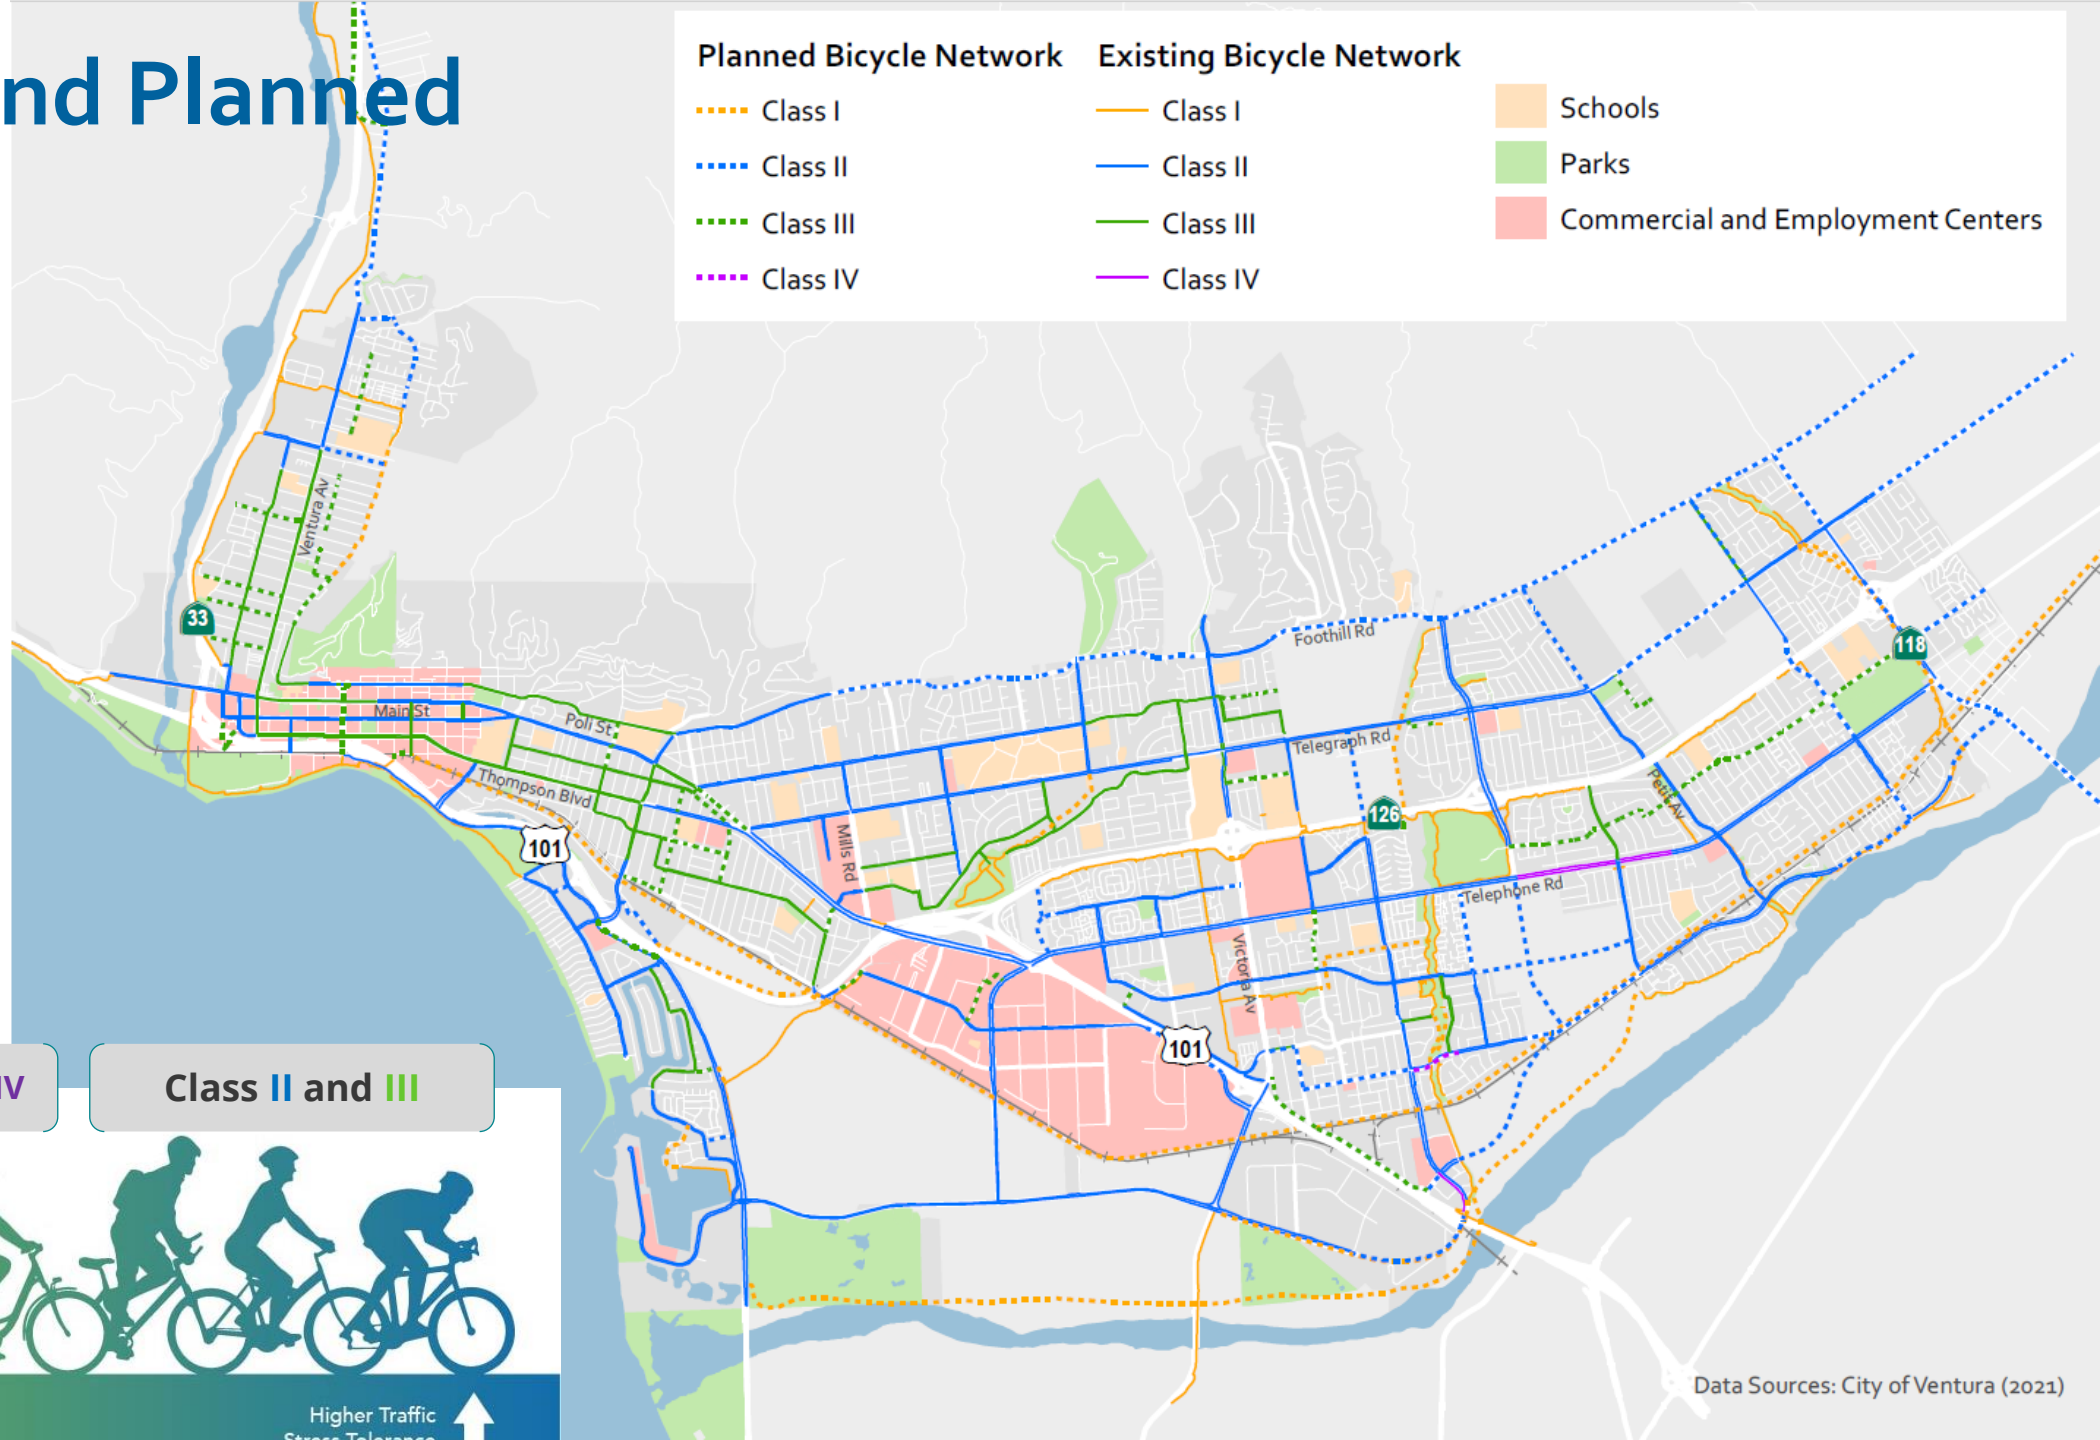 nd Planned
Planned Bicycle Network
Class I
Class II
Class III
Class IV
Existing Bicycle Network
Class I
Class II
Class III
Class IV
Schools
Parks
Commercial and Employment Centers
Ventura Av
33
Main St
Poli St
Thompson Blvd
101
Mills Rd
Foothill Rd
Telegraph Rd
126
118
Petit Av
Telephone Rd
Victoria Av
101
IV
Class II and III
Higher Traffic
Stress Tolerance
Data Sources: City of Ventura (2021)